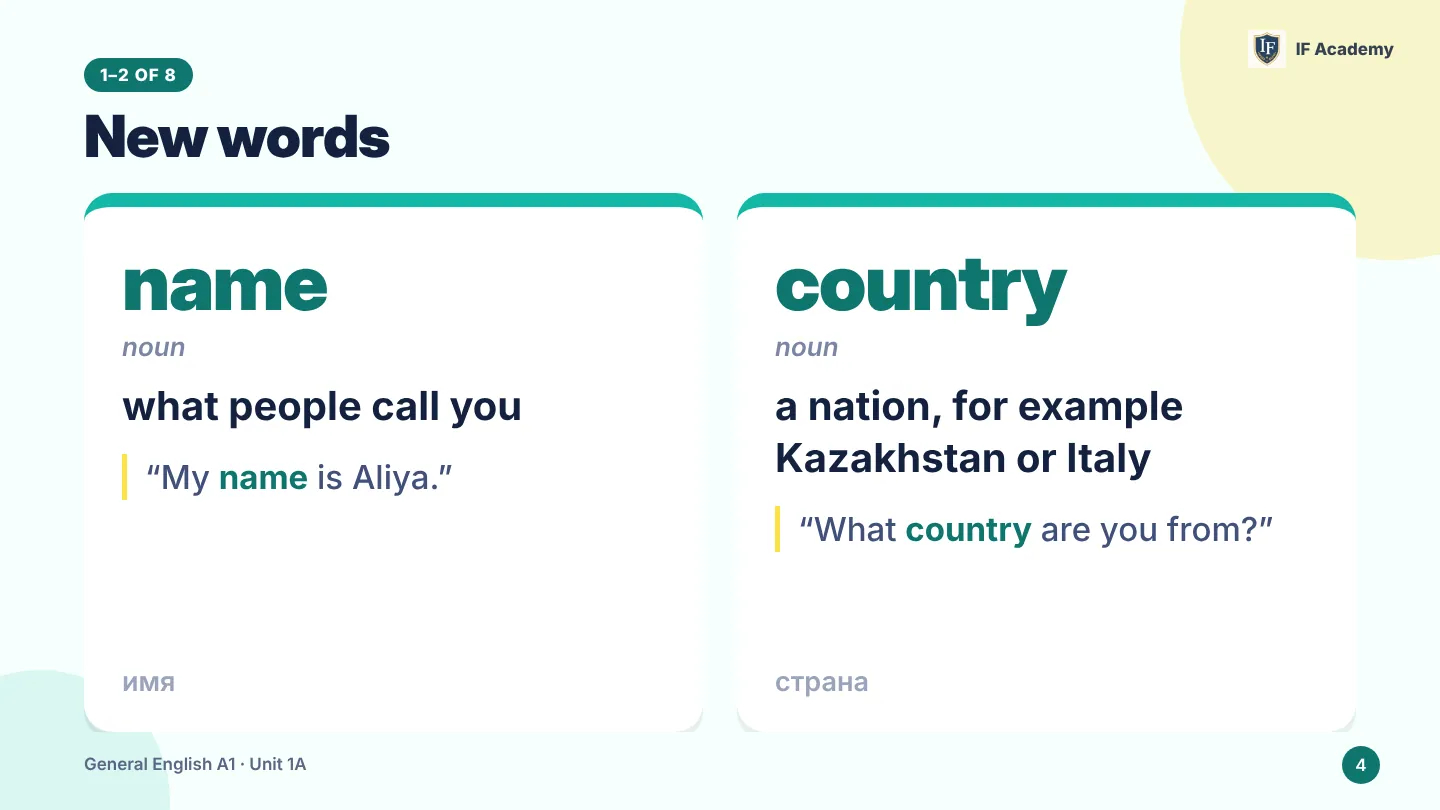 IF
IF Academy
1–2 OF 8
New words
name
noun
what people call you
“My name is Aliya.”
имя
country
noun
a nation, for example
Kazakhstan or Italy
“What country are you from?”
страна
General English A1 · Unit 1A
4